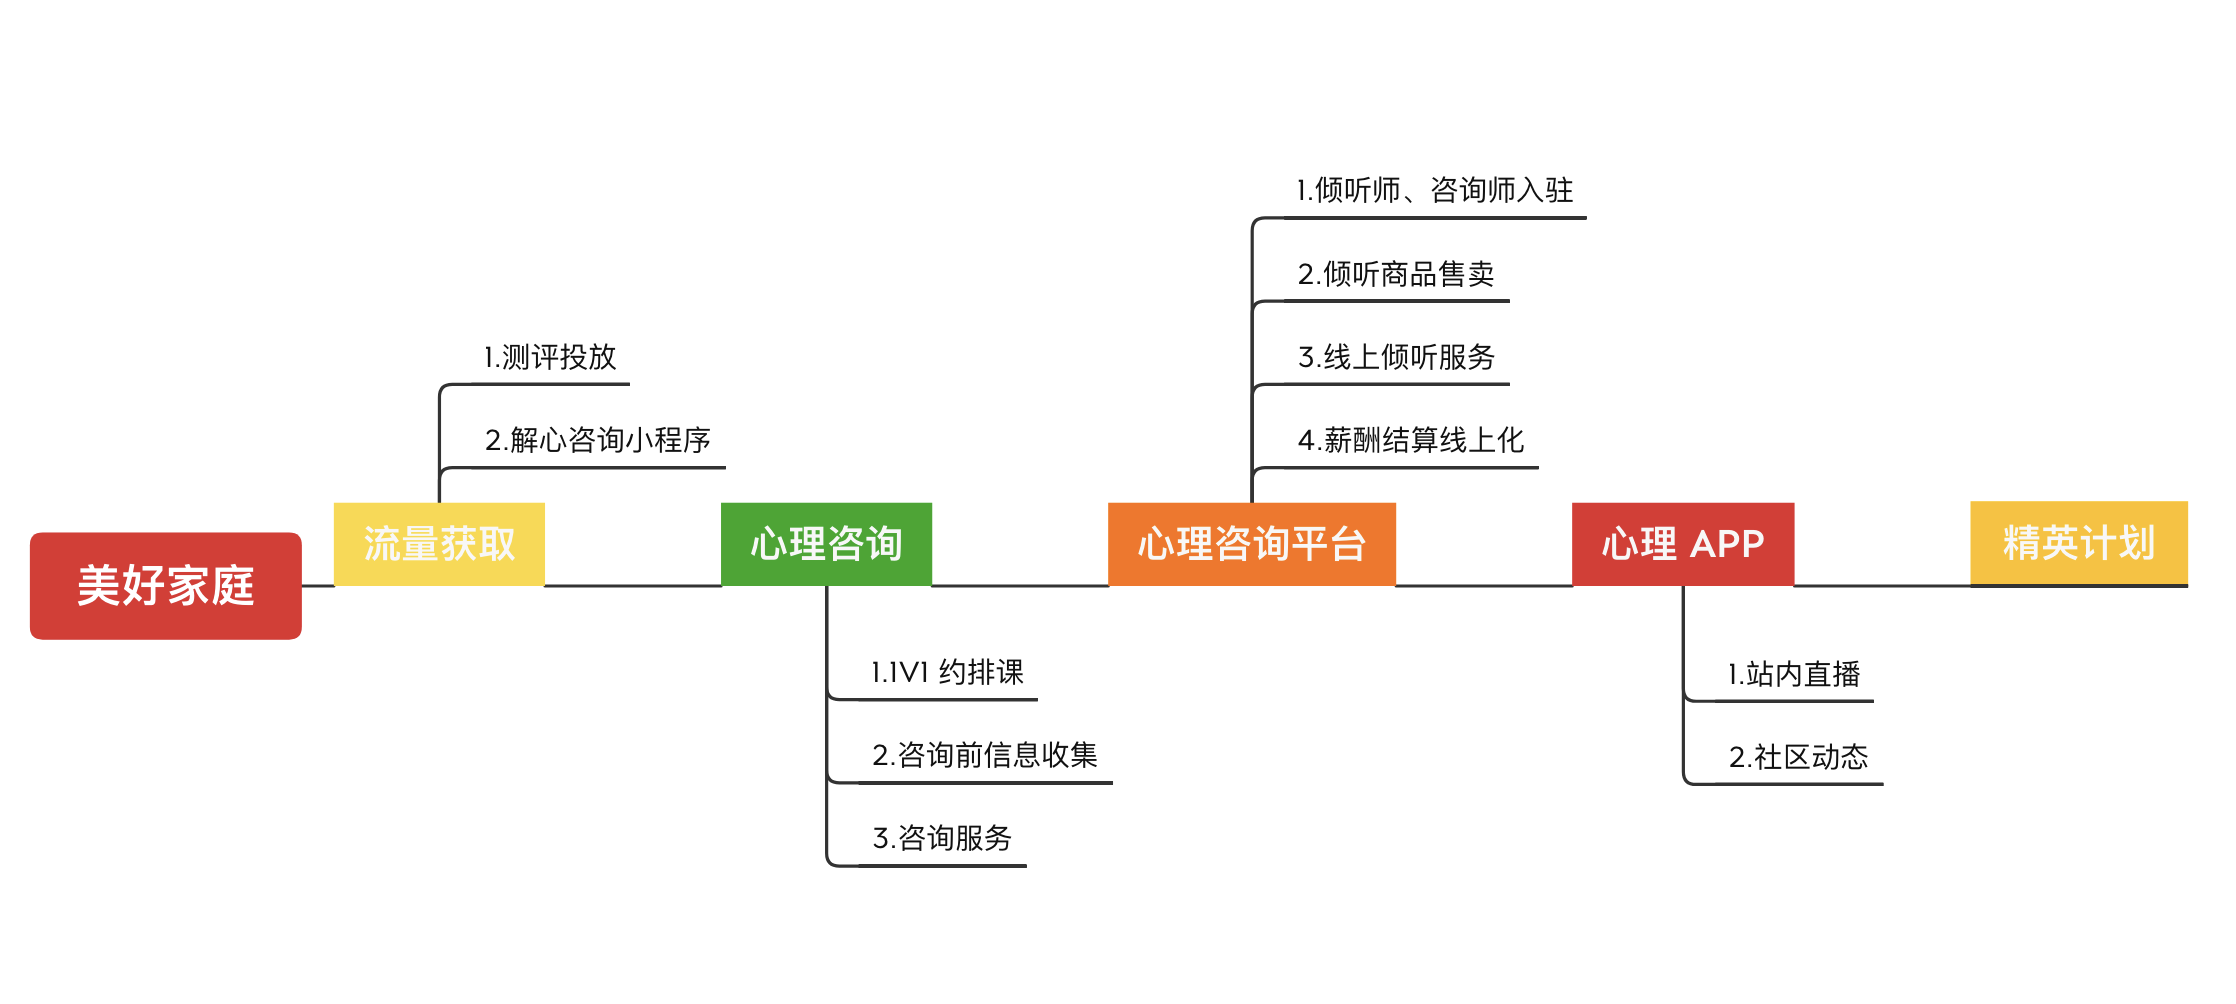 美好家庭
流量获取
1.测评投放
2.解心咨询小程序
心理咨询
1.1V1 约排课
2.咨询前信息收集
3.咨询服务
心理咨询平台
1.倾听师、咨询师入驻
2.倾听商品售卖
3.线上倾听服务
4.薪酬结算线上化
心理 APP
1.站内直播
2.社区动态
精英计划